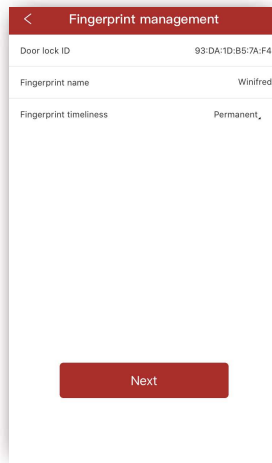 Fingerprint management
Door lock ID 93:DA:1D:B5:7A:F4
Fingerprint name Winifred
Fingerprint timeliness Permanent
Next